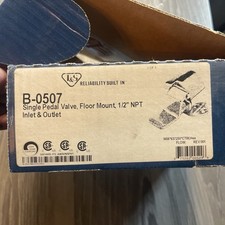 T&S
RELIABILITY BUILT IN
B-0507
Single Pedal Valve, Floor Mount, 1/2" NPT
Inlet & Outlet